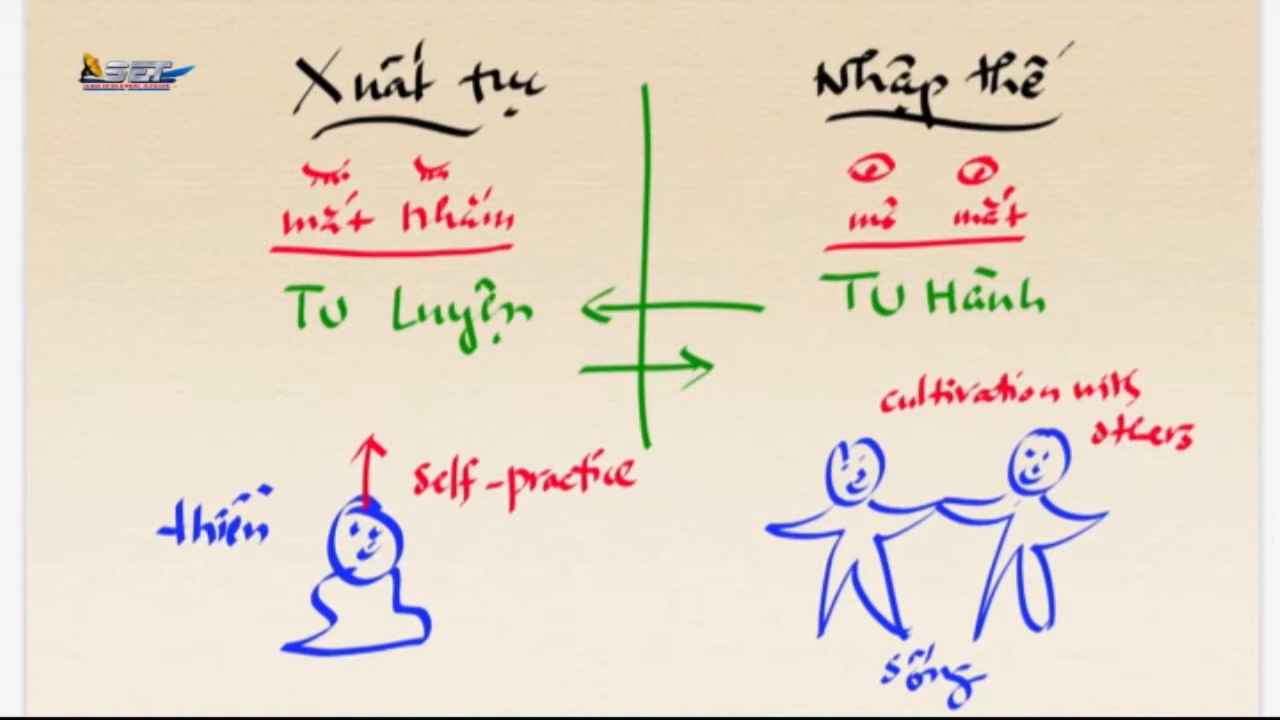 SET
Xuất tục
Nhập thế
mắt nhắm
mở mắt
Tu Luyện
Tu Hành
cultivation with
others
self-practice
thiền
sống